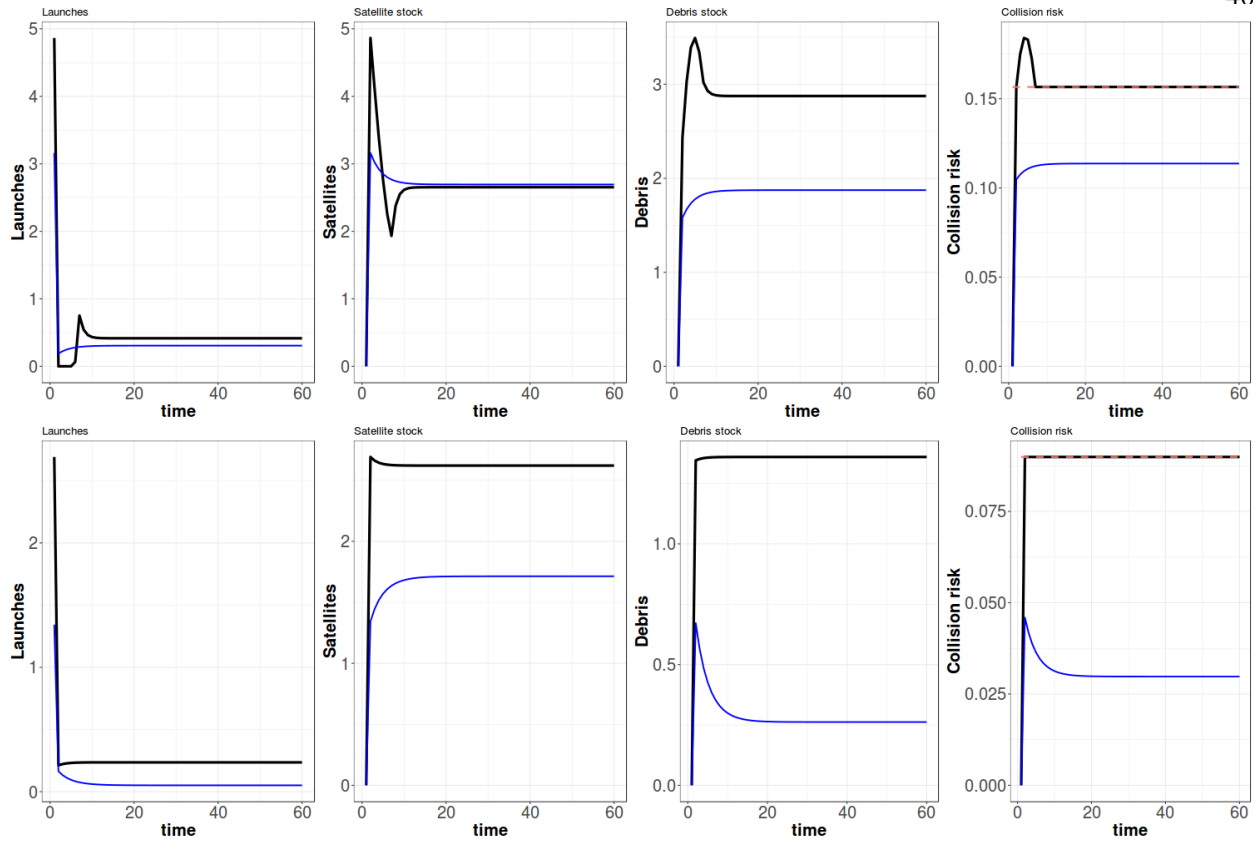 Launches
5
4
3
2
1
0
Launches
0 20 40 60
time
Satellite stock
5
4
3
2
1
0
Satellites
0 20 40 60
time
Debris stock
3
2
1
0
Debris
0 20 40 60
time
Collision risk
0.15
0.10
0.05
0.00
Collision risk
0 20 40 60
time
Launches
2
1
0
Launches
0 20 40 60
time
Satellite stock
2
1
0
Satellites
0 20 40 60
time
Debris stock
1.0
0.5
0.0
Debris
0 20 40 60
time
Collision risk
0.075
0.050
0.025
0.000
Collision risk
0 20 40 60
time